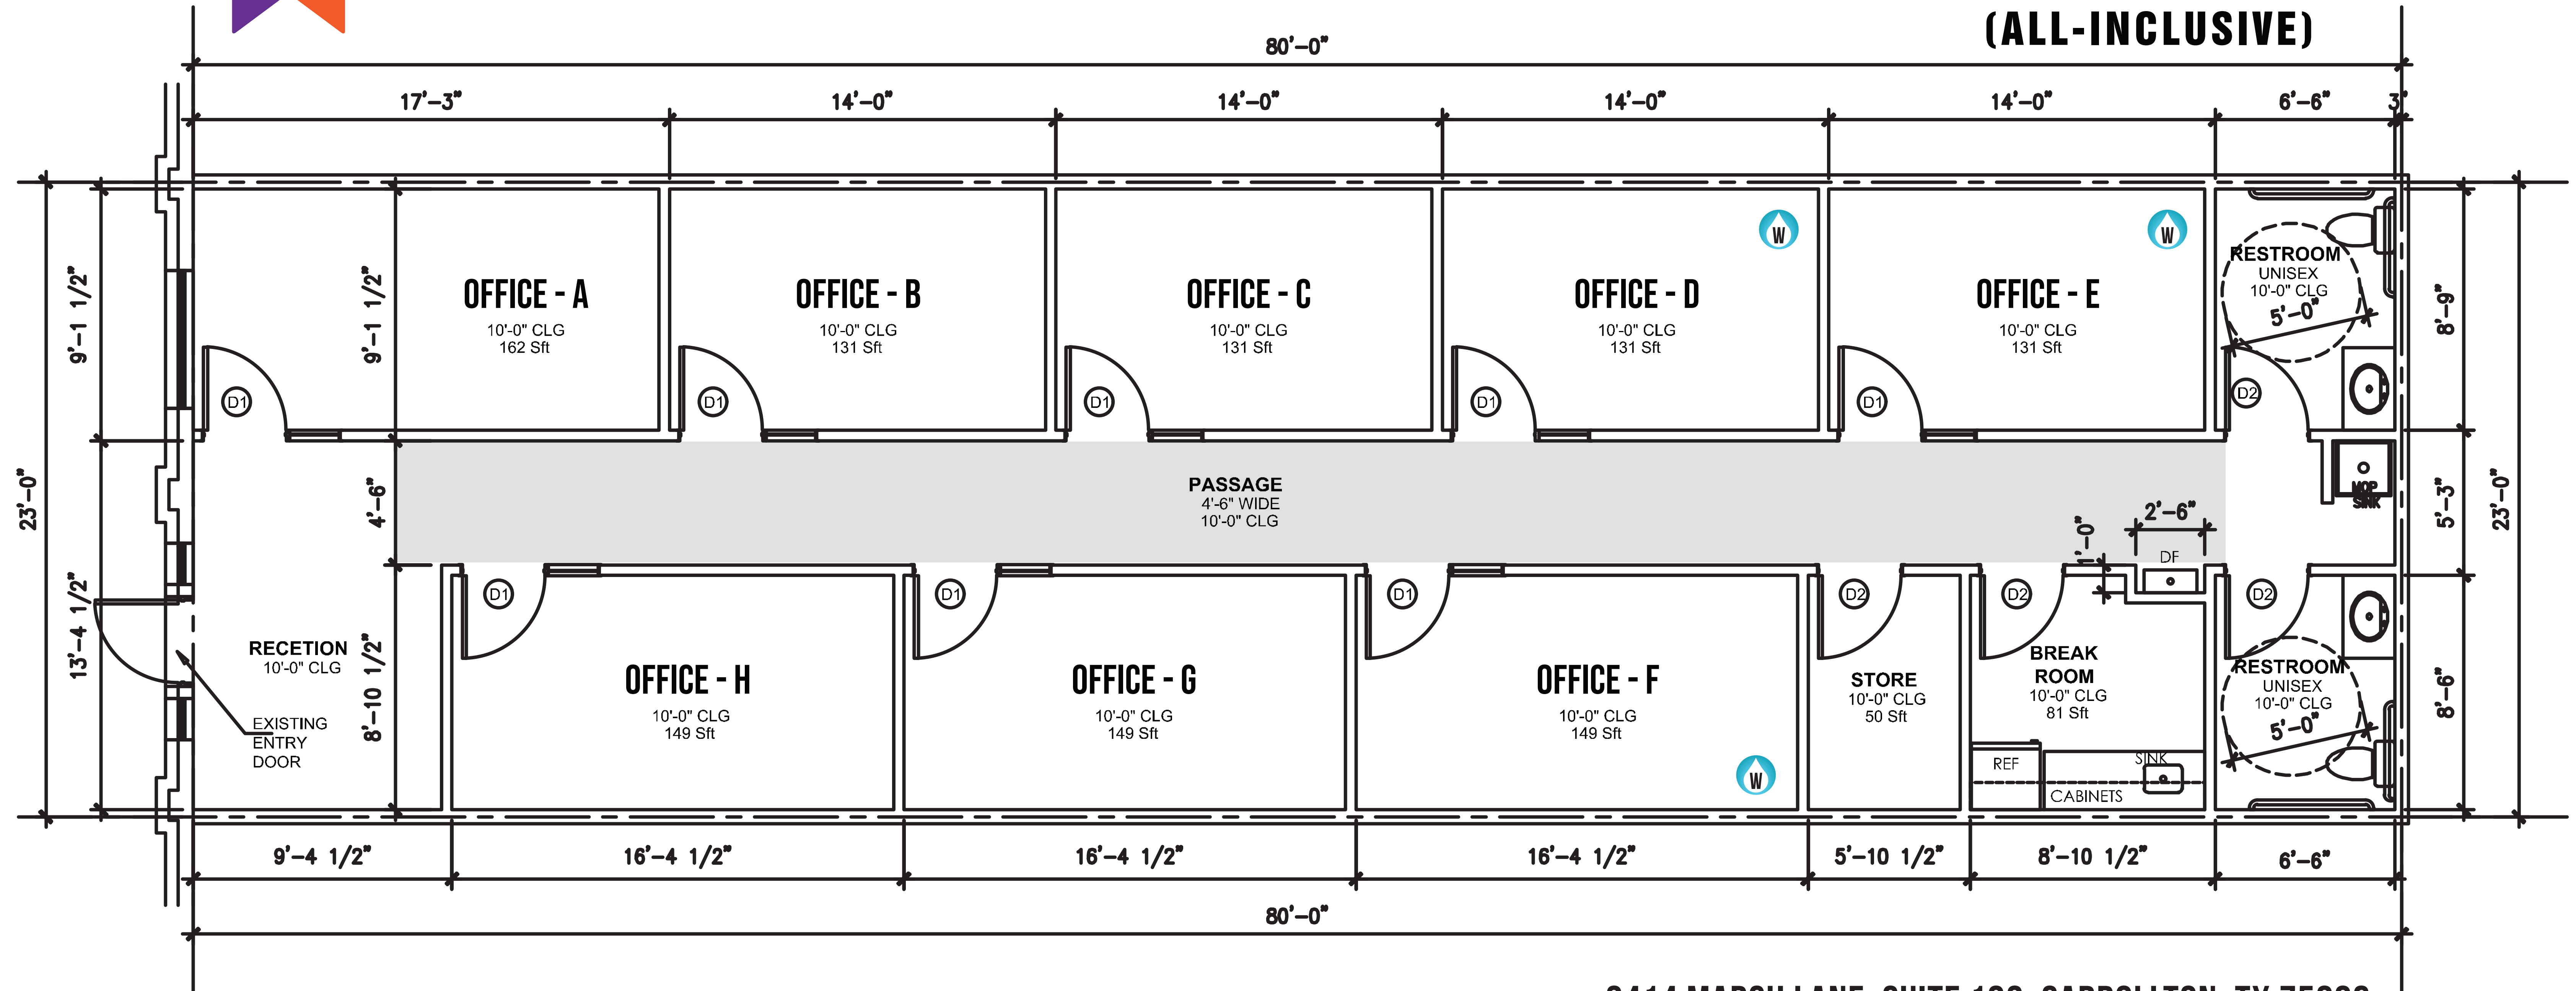 (ALL-INCLUSIVE)
80'-0"
17'-3"
14'-0"
14'-0"
14'-0"
14'-0"
6'-6"
3"
OFFICE - A
10'-0" CLG
162 Sft
OFFICE - B
10'-0" CLG
131 Sft
OFFICE - C
10'-0" CLG
131 Sft
OFFICE - D
10'-0" CLG
131 Sft
W
OFFICE - E
10'-0" CLG
131 Sft
W
RESTROOM
UNISEX
10'-0" CLG
5'-0"
9'-1 1/2"
9'-1 1/2"
8'-9"
D1
D1
D1
D1
D1
D2
23'-0"
4'-6"
PASSAGE
4'-6" WIDE
10'-0" CLG
MOP
SINK
5'-3"
23'-0"
2'-6"
1'-0"
DF
13'-4 1/2"
8'-10 1/2"
RECETION
10'-0" CLG
EXISTING
ENTRY
DOOR
D1
D1
D1
D2
D2
D2
OFFICE - H
10'-0" CLG
149 Sft
OFFICE - G
10'-0" CLG
149 Sft
OFFICE - F
10'-0" CLG
149 Sft
W
STORE
10'-0" CLG
50 Sft
BREAK
ROOM
10'-0" CLG
81 Sft
REF
SINK
CABINETS
RESTROOM
UNISEX
10'-0" CLG
5'-0"
8'-6"
9'-4 1/2"
16'-4 1/2"
16'-4 1/2"
16'-4 1/2"
5'-10 1/2"
8'-10 1/2"
6'-6"
80'-0"
MARSH LANE, SUITE CARROLLTON, TX